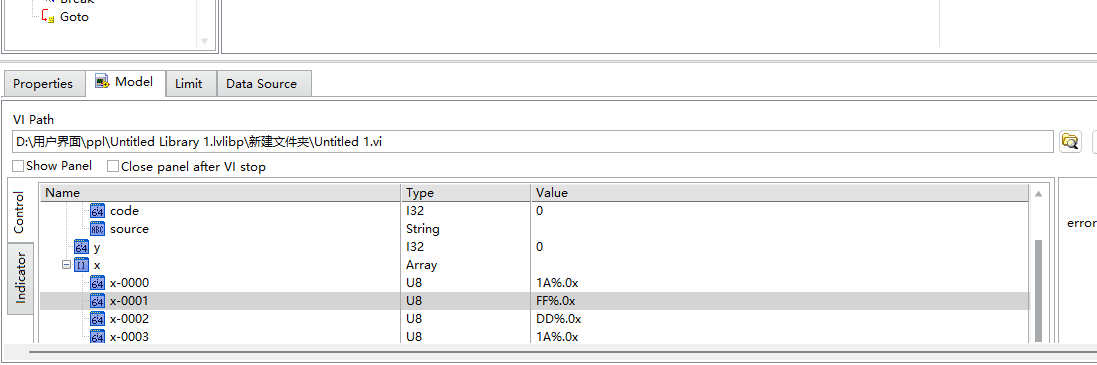 Break
Goto
Properties Model Limit Data Source
VI Path
D:\用户界面\ppl\Untitled Library 1.lvlibp\新建文件夹\Untitled 1.vi
Show Panel Close panel after VI stop
Control
Indicator
Name Type Value
code I32 0
source String
y I32 0
x Array
x-0000 U8 1A%.0x
x-0001 U8 FF%.0x
x-0002 U8 DD%.0x
x-0003 U8 1A%.0x
error